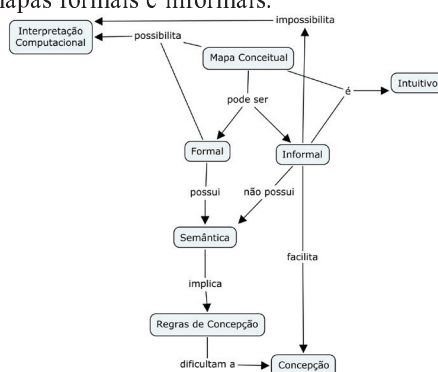 mapas formais e informais.
impossibilita
Interpretação
Computacional
possibilita
Mapa Conceitual
Intuitivo
pode ser
é
Formal
Informal
possui
não possui
Semântica
facilita
implica
Regras de Concepção
dificultam a
Concepção